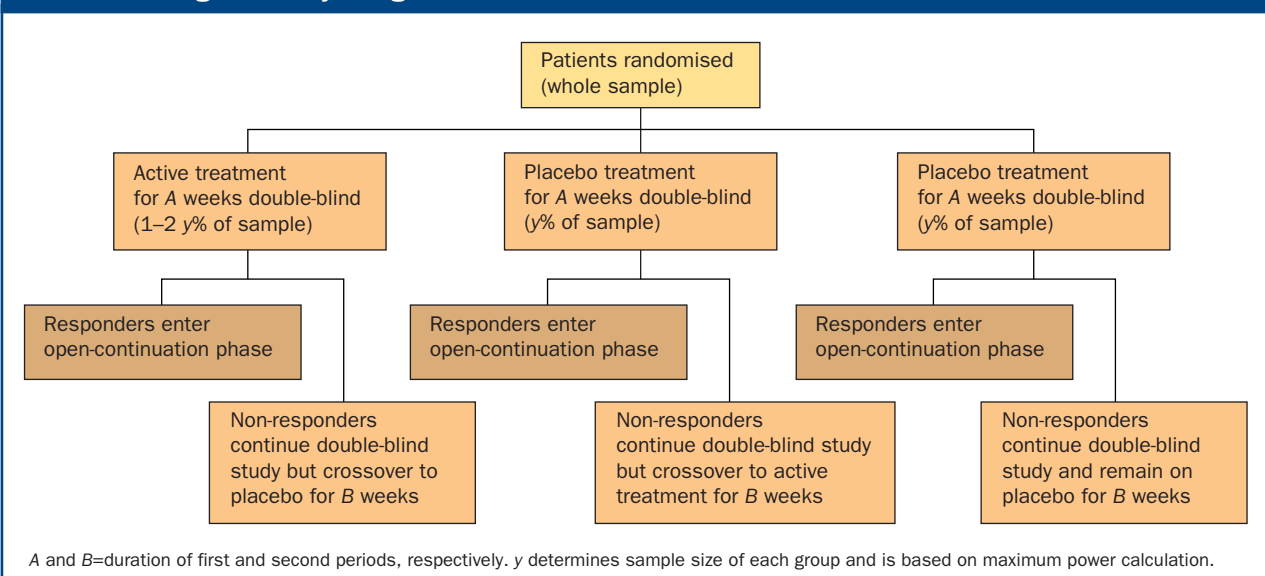 Patients randomised
(whole sample)
Active treatment
for A weeks double-blind
(1–2 y% of sample)
Placebo treatment
for A weeks double-blind
(y% of sample)
Placebo treatment
for A weeks double-blind
(y% of sample)
Responders enter
open-continuation phase
Responders enter
open-continuation phase
Responders enter
open-continuation phase
Non-responders
continue double-blind
study but crossover to
placebo for B weeks
Non-responders
continue double-blind study
but crossover to active
treatment for B weeks
Non-responders
continue double-blind
study and remain on
placebo for B weeks
A and B=duration of first and second periods, respectively. y determines sample size of each group and is based on maximum power calculation.